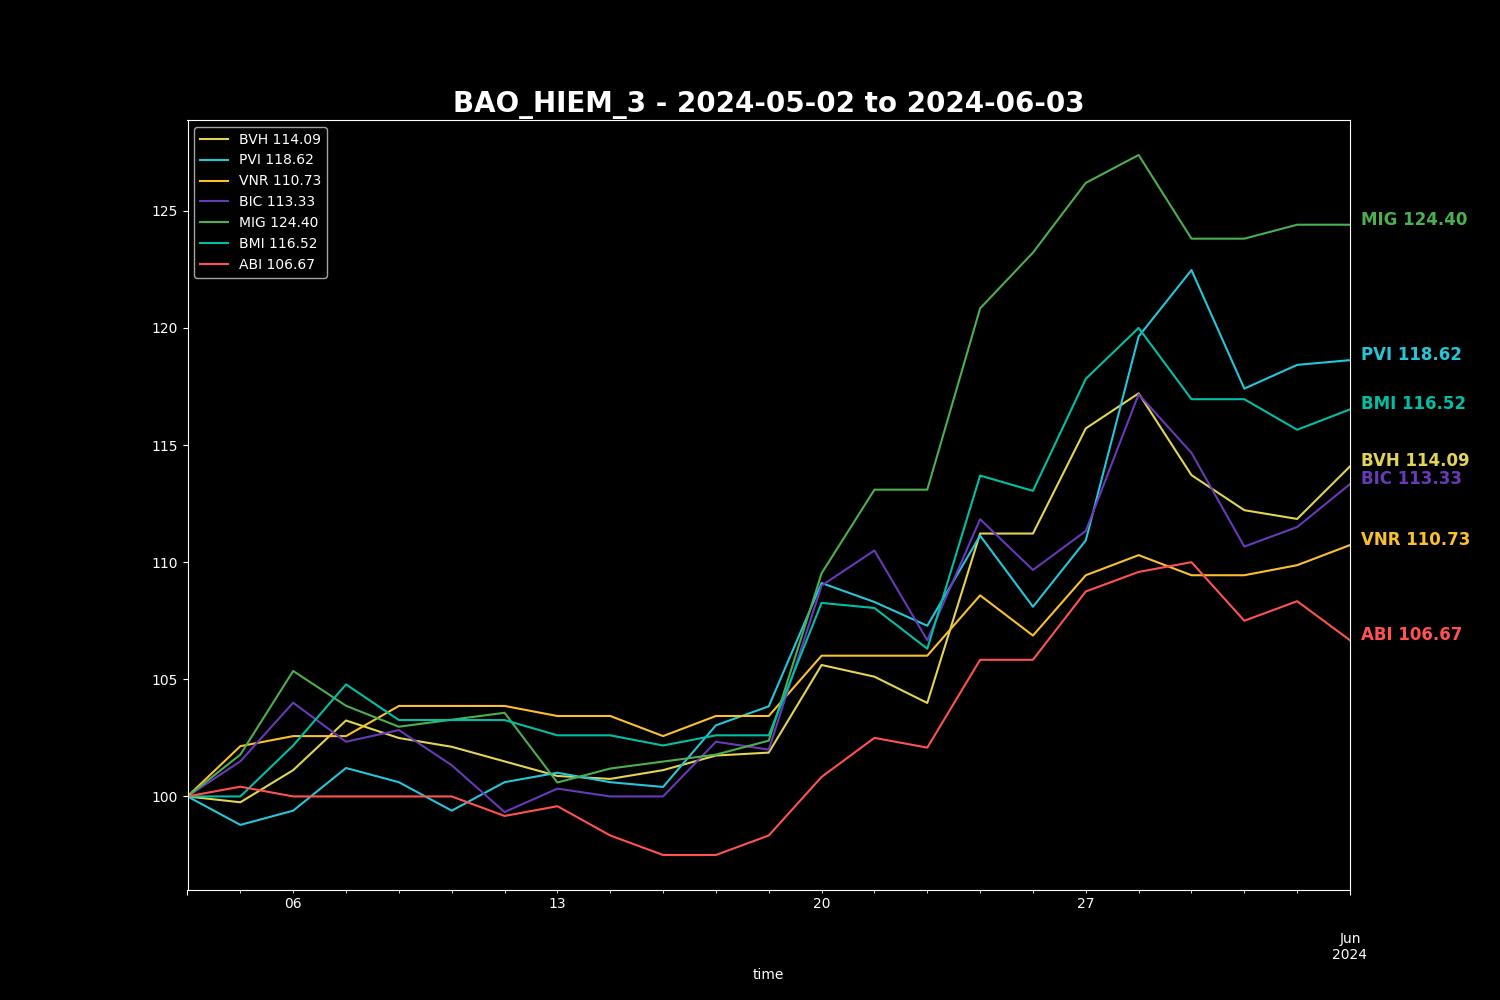 BAO_HIEM_3 - 2024-05-02 to 2024-06-03
BVH 114.09
PVI 118.62
VNR 110.73
BIC 113.33
MIG 124.40
BMI 116.52
ABI 106.67
125
120
115
110
105
100
MIG 124.40
PVI 118.62
BMI 116.52
BVH 114.09
BIC 113.33
VNR 110.73
ABI 106.67
06 13 20 27
Jun
2024
time